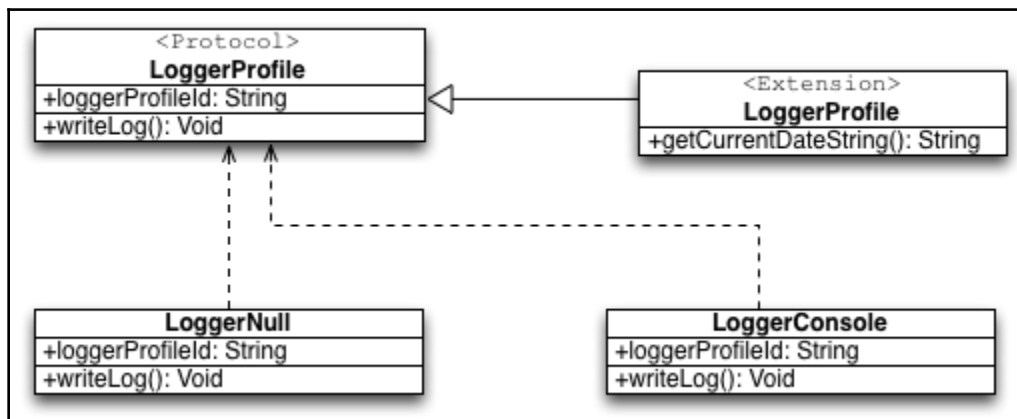 <Protocol>
LoggerProfile
+loggerProfileId: String
+writeLog(): Void
<Extension>
LoggerProfile
+getCurrentDateString(): String
LoggerNull
+loggerProfileId: String
+writeLog(): Void
LoggerConsole
+loggerProfileId: String
+writeLog(): Void